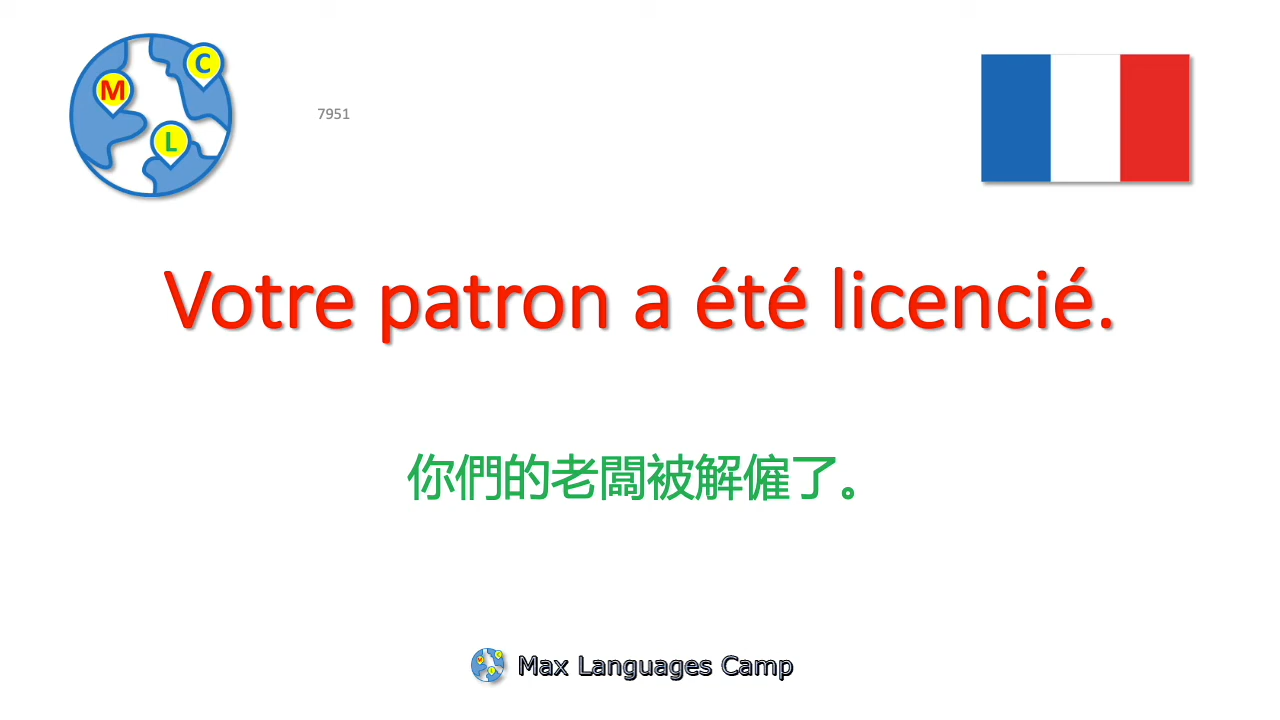 M
C
L
7951
Votre patron a été licencié.
你們的老闆被解僱了。
Max Languages Camp